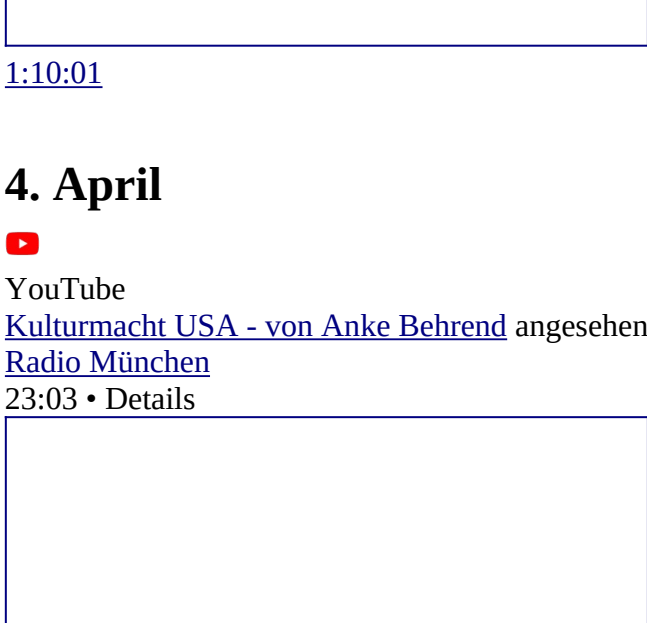 1:10:01
4. April
YouTube
Kulturmacht USA - von Anke Behrend angesehen
Radio München
23:03 • Details